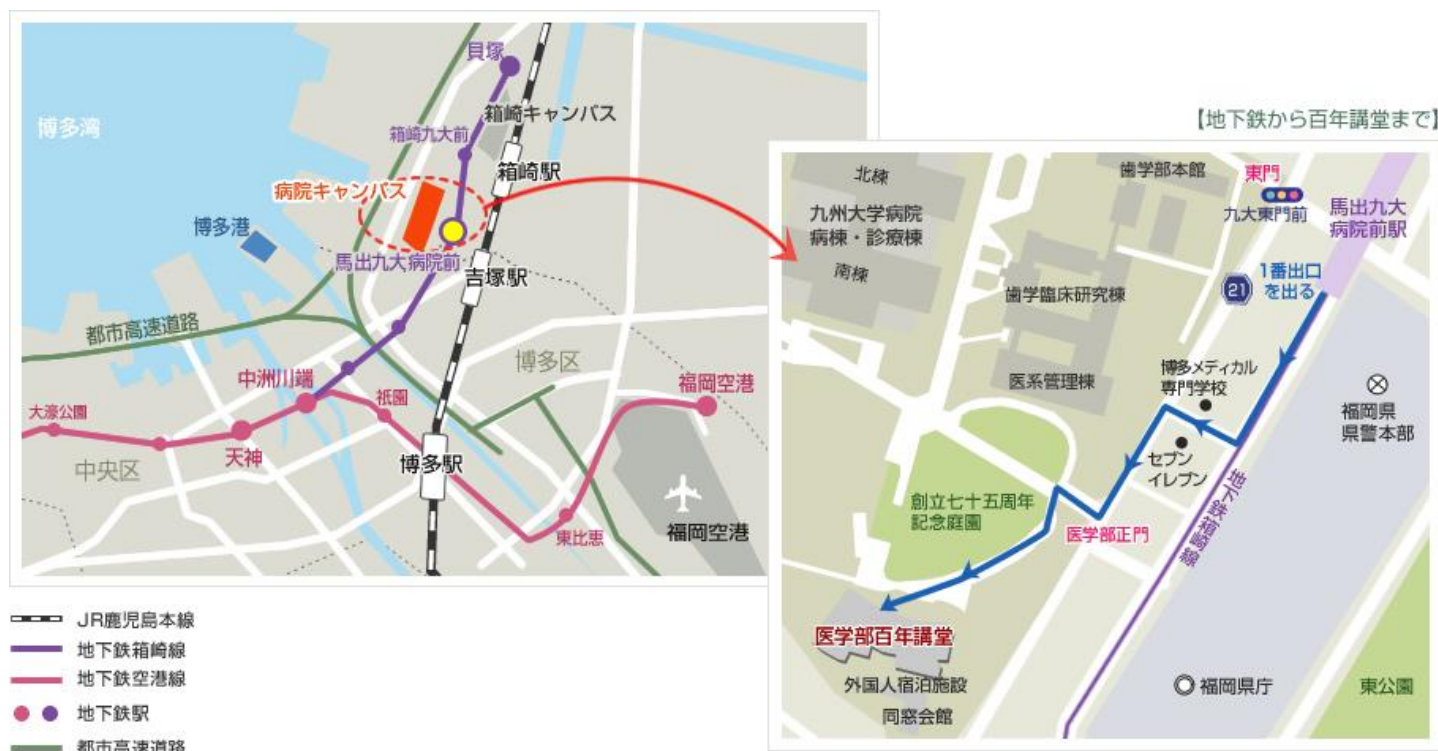 貝塚
博多湾
箱崎キャンバス
箱崎九大前
箱崎駅
病院キャンバス
博多港
馬出九大病院前
吉塚駅
都市高速道路
博多区
中洲川端
福岡空港
祇園
大濠公園
天神
博多駅
中央区
東比恵
福岡空港
JR鹿児島本線
地下鉄箱崎線
地下鉄空港線
地下鉄駅
都市高速道路
【地下鉄から百年講堂まで】
北棟
歯学部本館
東門
九州大学病院
病棟・診療棟
九大東門前
馬出九大
病院前駅
南棟
歯学臨床研究棟
21
1番出口
を出る
博多メディカル
専門学校
医系管理棟
福岡県
県警本部
セブン
イレブン
創立七十五周年
記念庭園
医学部正門
地下鉄箱崎線
医学部百年講堂
外国人宿泊施設
福岡県庁
東公園
同窓会館